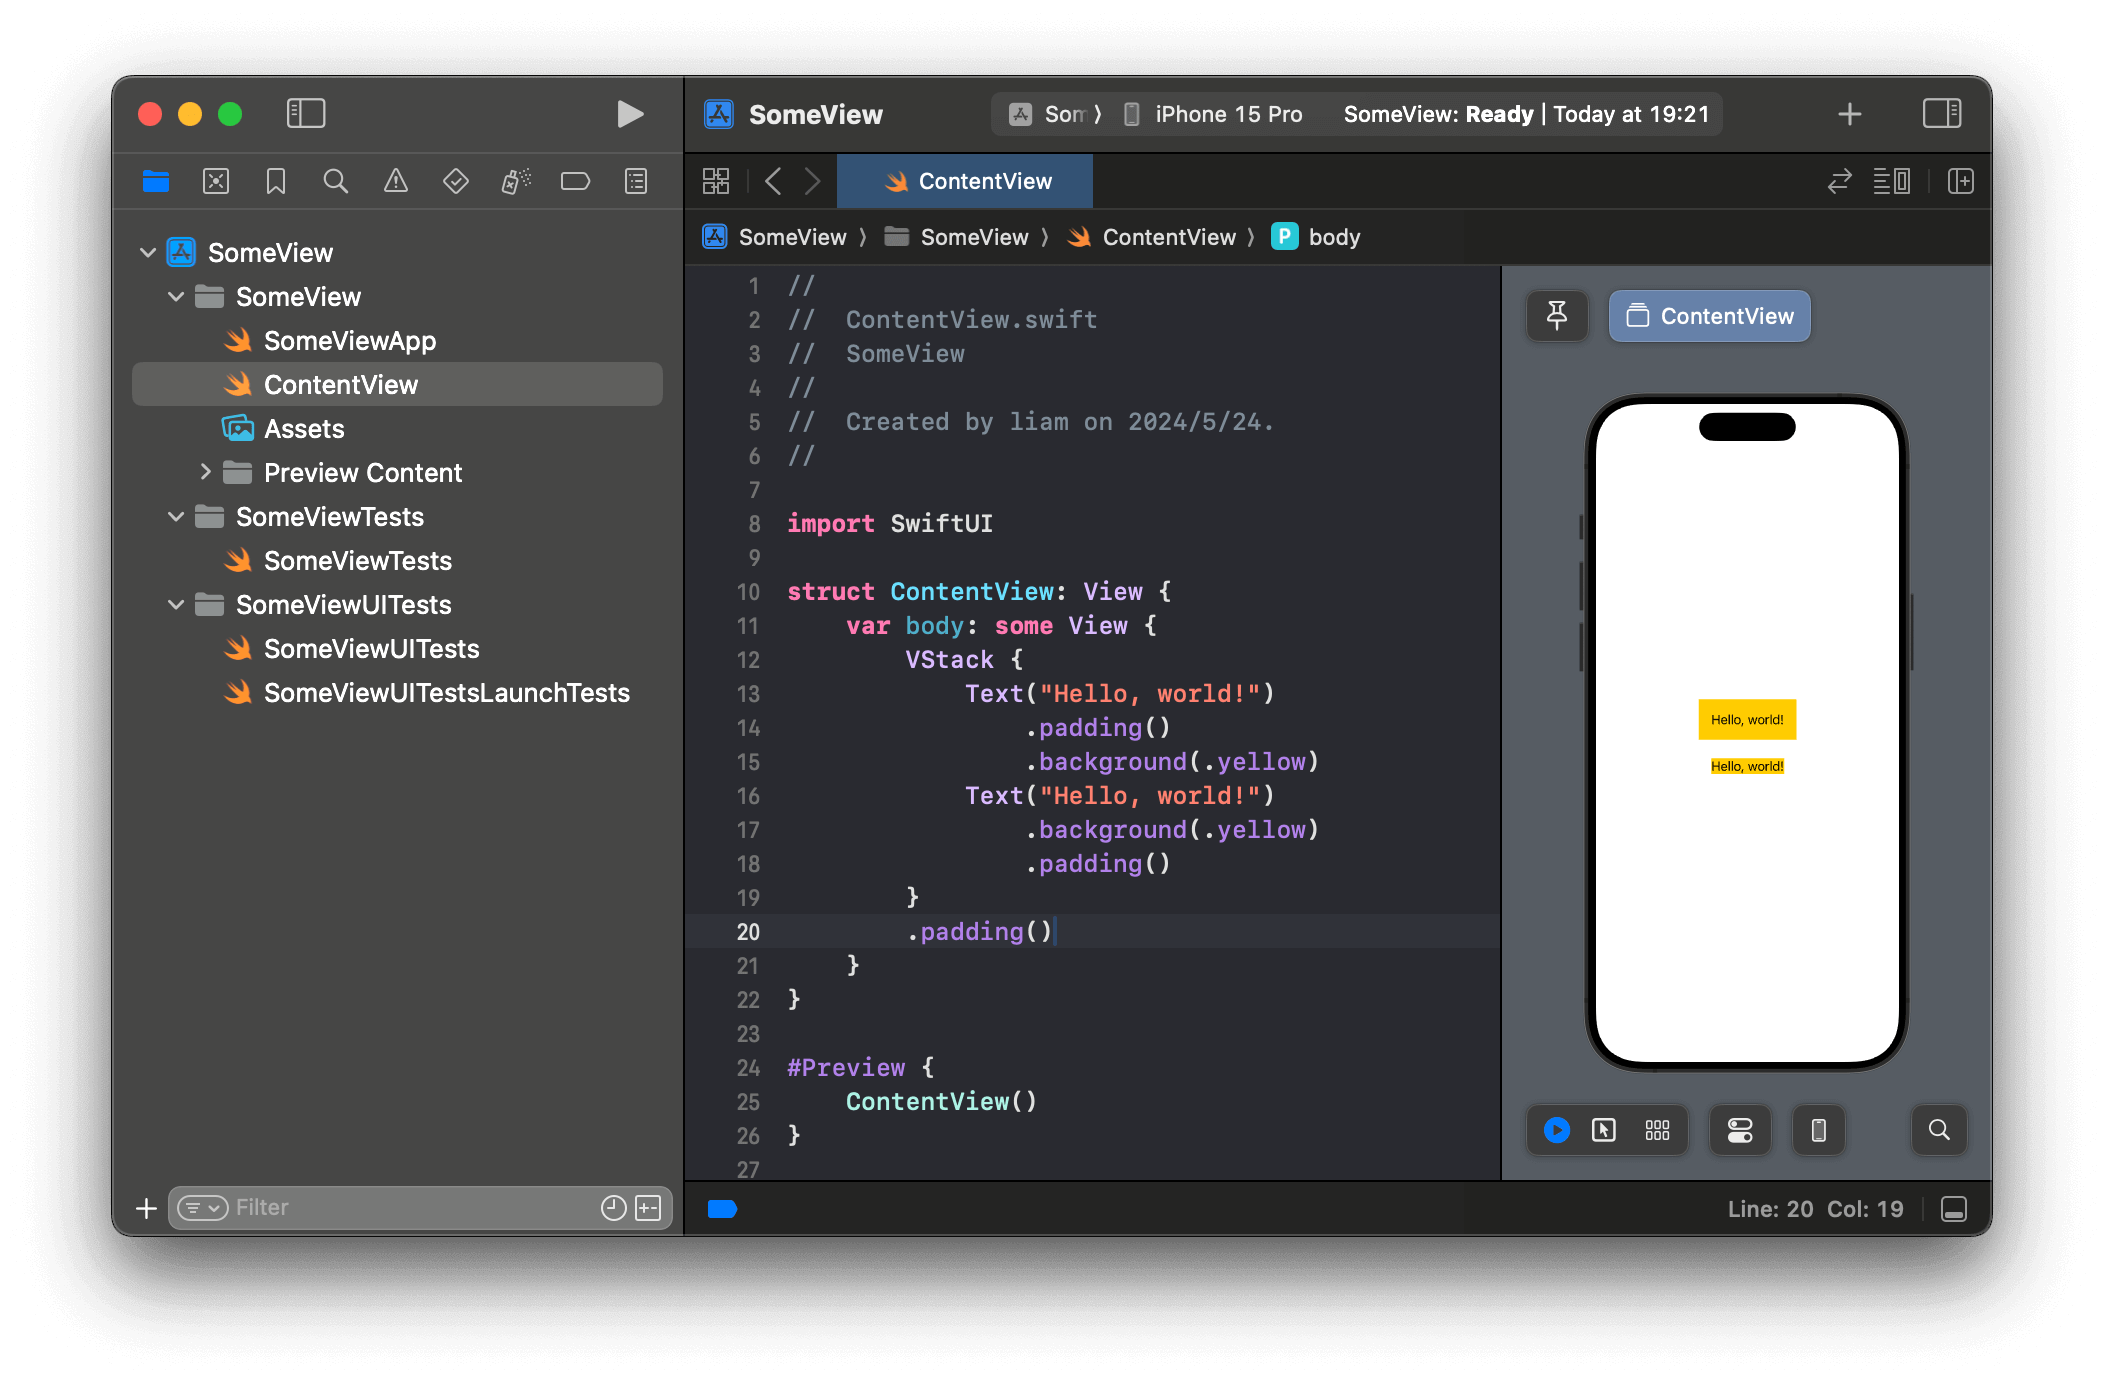 SomeView
Som
iPhone 15 Pro
SomeView: Ready | Today at 19:21
ContentView
SomeView
SomeView
ContentView
P
body
SomeView
SomeView
SomeViewApp
ContentView
Assets
Preview Content
SomeViewTests
SomeViewTests
SomeViewUITests
SomeViewUITests
SomeViewUITestsLaunchTests
Filter
1 //
2 //  ContentView.swift
3 //  SomeView
4 //
5 //  Created by liam on 2024/5/24.
6 //
7
8 import SwiftUI
9
10 struct ContentView: View {
11     var body: some View {
12         VStack {
13             Text("Hello, world!")
14                 .padding()
15                 .background(.yellow)
16             Text("Hello, world!")
17                 .background(.yellow)
18                 .padding()
19         }
20         .padding()
21     }
22 }
23
24 #Preview {
25     ContentView()
26 }
27
ContentView
Hello, world!
Hello, world!
Line: 20  Col: 19